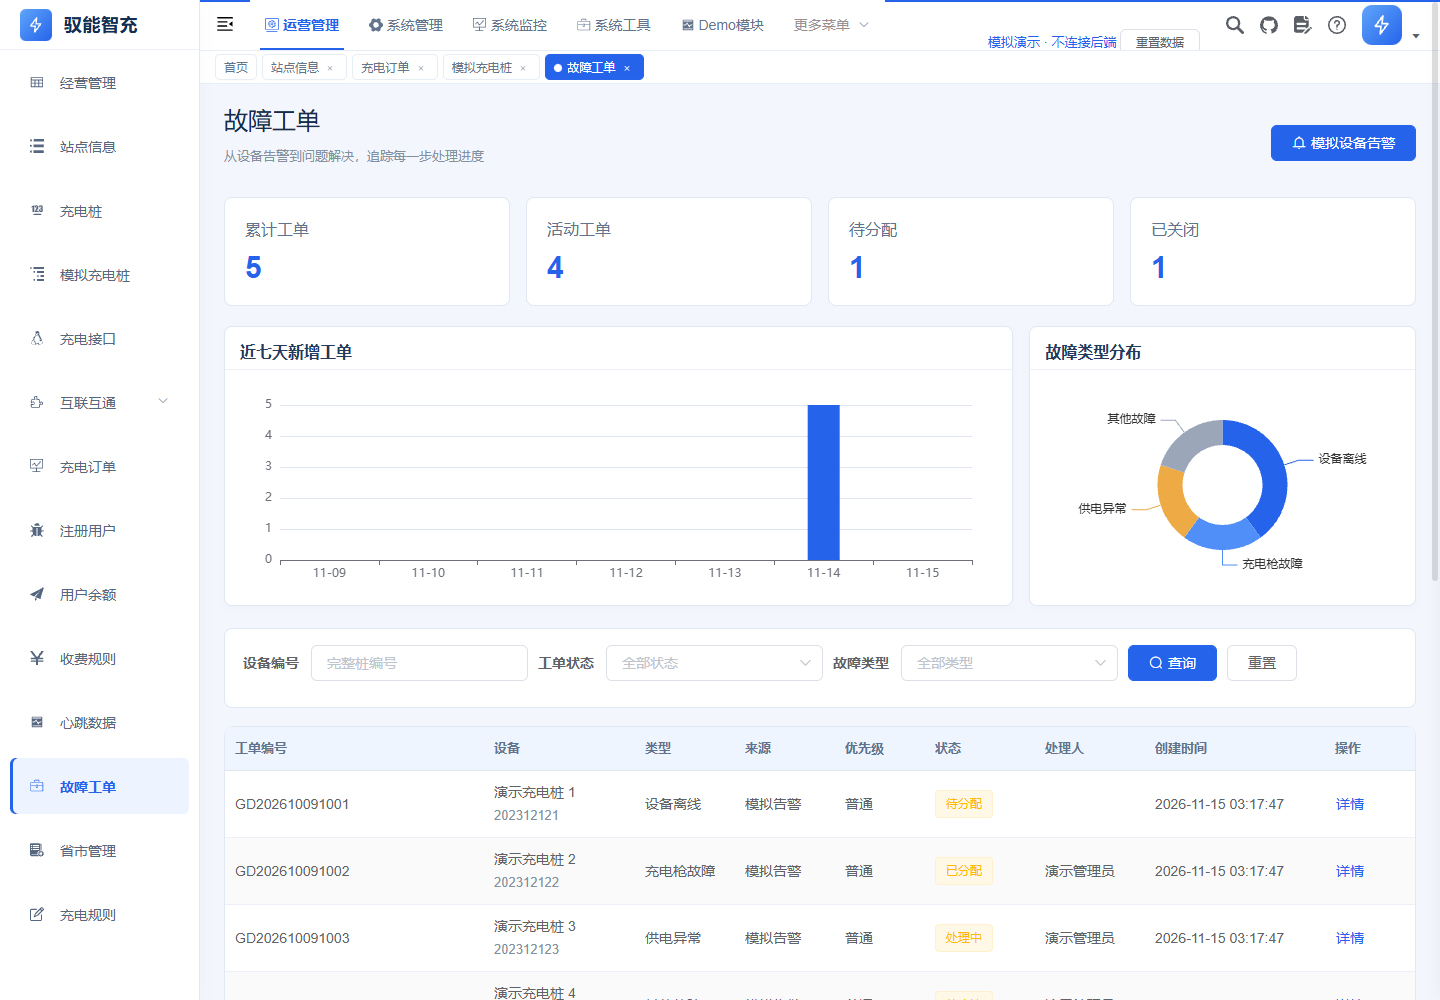 驭能智充
运营管理 系统管理 系统监控 系统工具 Demo模块 更多菜单
模拟演示 · 不连接后端 重置数据
首页 站点信息 × 充电订单 × 模拟充电桩 × 故障工单 ×
经营管理
站点信息
充电桩
模拟充电桩
充电接口
互联互通
充电订单
注册用户
用户余额
收费规则
心跳数据
故障工单
省市管理
充电规则
故障工单
从设备告警到问题解决，追踪每一步处理进度
模拟设备告警
累计工单 活动工单 待分配 已关闭
5 4 1 1
近七天新增工单
5
4
3
2
1
0
11-09 11-10 11-11 11-12 11-13 11-14 11-15
故障类型分布
其他故障
设备离线
供电异常
充电枪故障
设备编号 完整桩编号 工单状态 全部状态 故障类型 全部类型 查询 重置
工单编号 设备 类型 来源 优先级 状态 处理人 创建时间 操作
GD202610091001 演示充电桩 1 设备离线 模拟告警 普通 待分配 2026-11-15 03:17:47 详情
202312121
GD202610091002 演示充电桩 2 充电枪故障 模拟告警 普通 已分配 演示管理员 2026-11-15 03:17:47 详情
202312122
GD202610091003 演示充电桩 3 供电异常 模拟告警 普通 处理中 演示管理员 2026-11-15 03:17:47 详情
202312123
演示充电桩 4